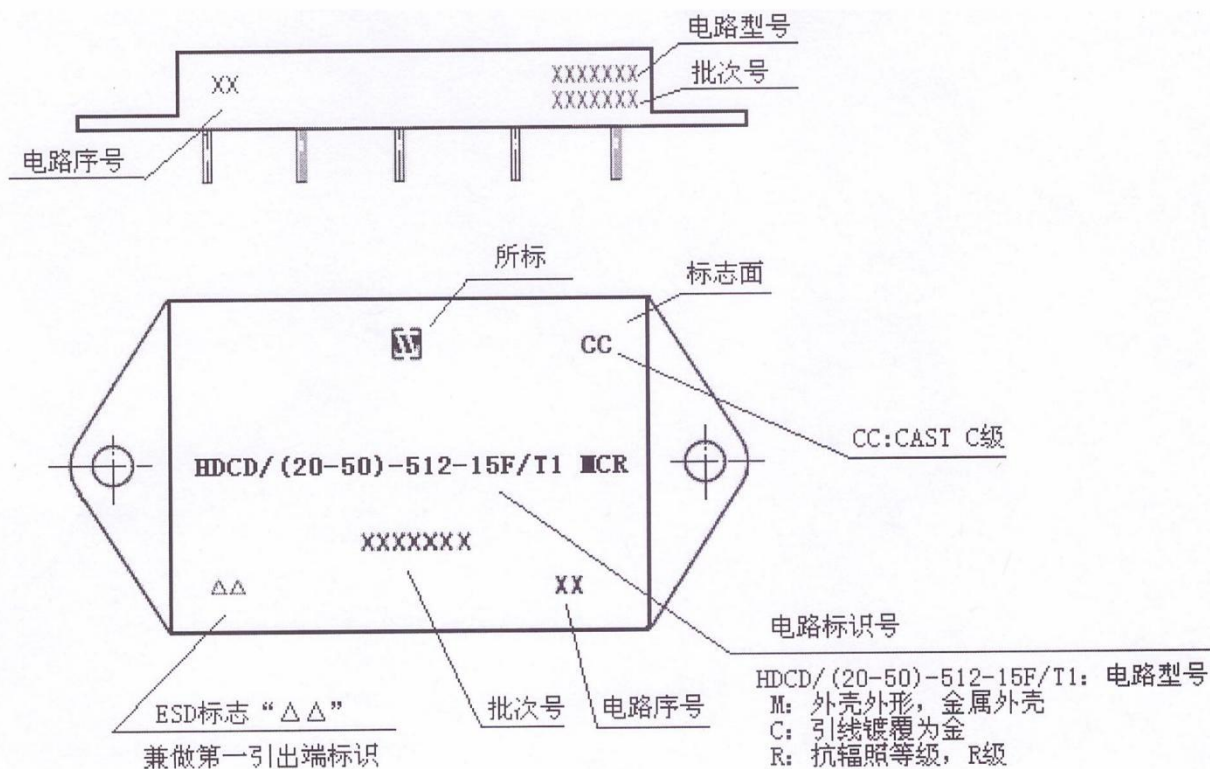 电路型号
XX
XXXXXXX
批次号
XXXXXXX
电路序号
所标
标志面
W
CC
CC:CAST C级
HDCD/(20-50)-512-15F/T1 MCR
XXXXXXX
△△
XX
电路标识号
HDCD/(20-50)-512-15F/T1: 电路型号
M: 外壳外形，金属外壳
C: 引线镀覆为金
R: 抗辐照等级，R级
ESD标志“△△”
兼做第一引出端标识
批次号
电路序号